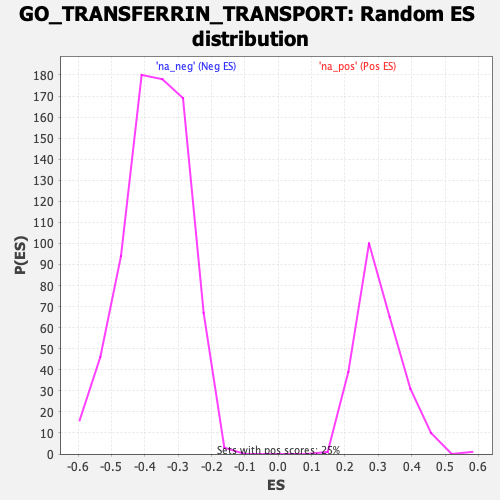 GO_TRANSFERRIN_TRANSPORT: Random ES
distribution
'na_neg' (Neg ES)
'na_pos' (Pos ES)
180
170
160
150
140
130
120
110
100
90
80
70
60
50
40
30
20
10
0
P(ES)
Sets with pos scores: 25%
-0.6 -0.5 -0.4 -0.3 -0.2 -0.1 0.0 0.1 0.2 0.3 0.4 0.5 0.6
ES